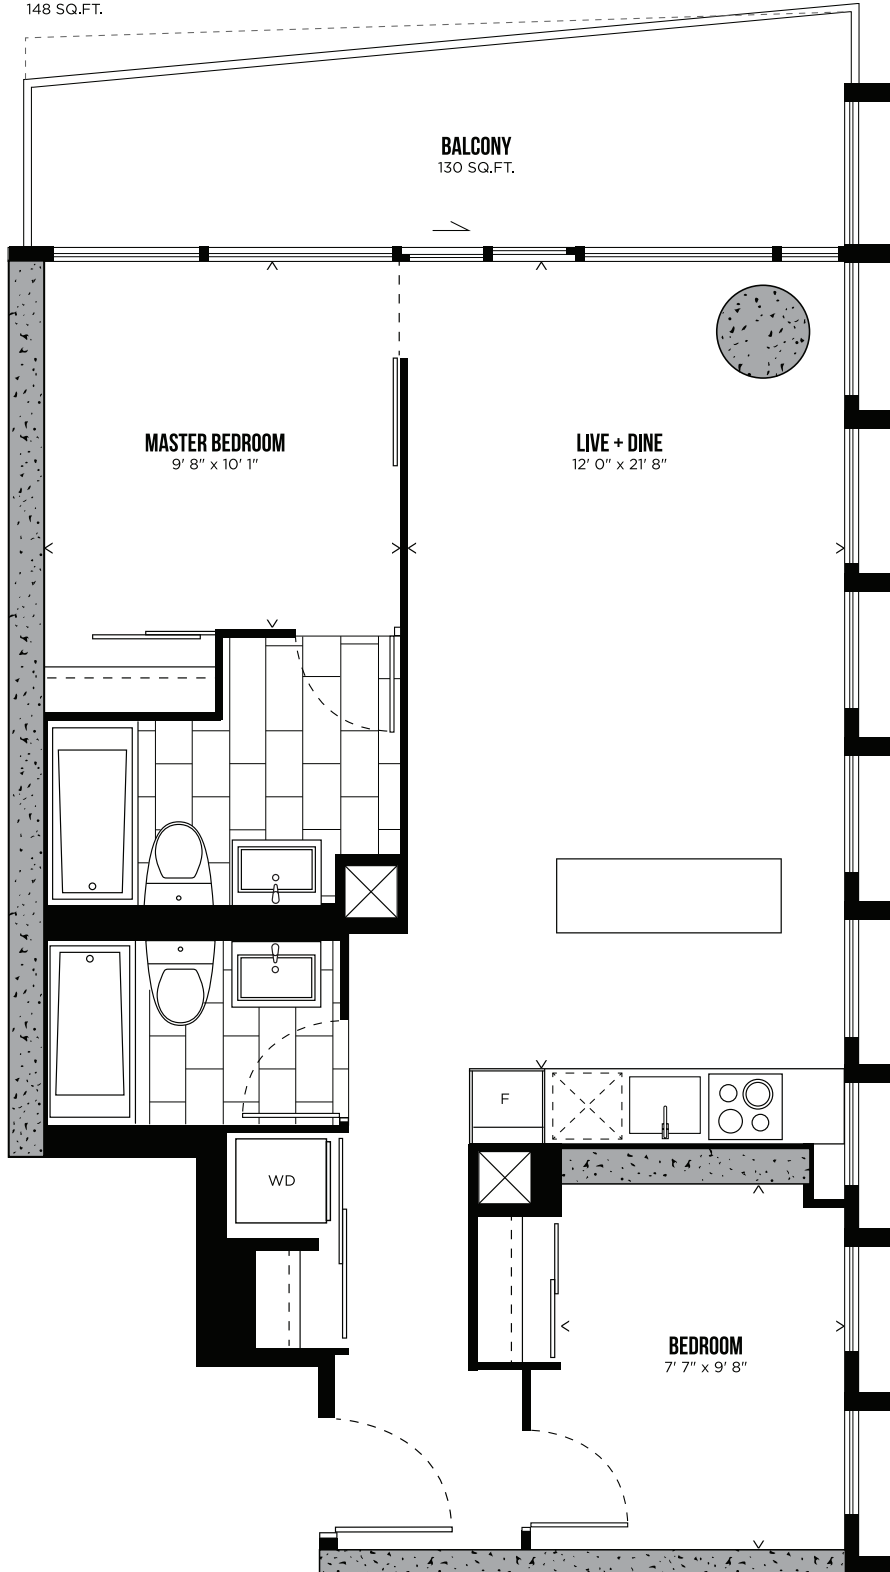 148 SQ.FT.
BALCONY
130 SQ.FT.
MASTER BEDROOM
9' 8" x 10' 1"
LIVE + DINE
12' 0" x 21' 8"
F
WD
BEDROOM
7' 7" x 9' 8"